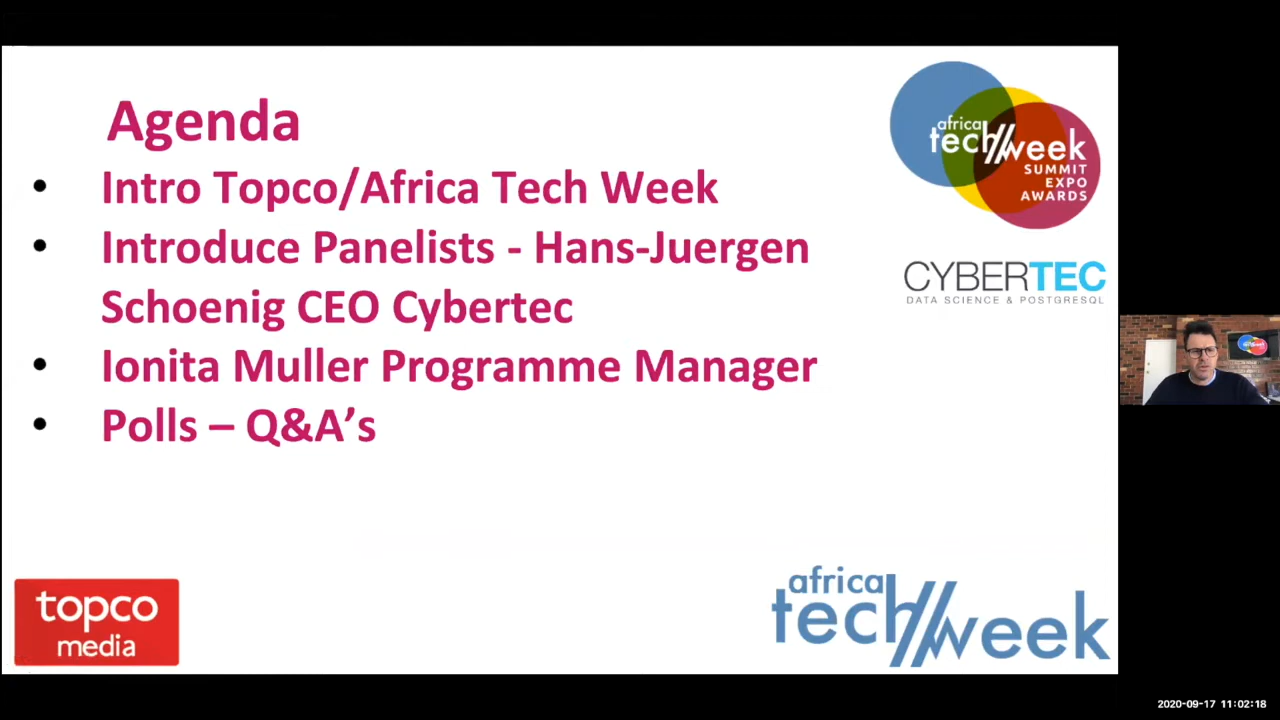 Agenda
• Intro Topco/Africa Tech Week
• Introduce Panelists - Hans-Juergen
Schoenig CEO Cybertec
• Ionita Muller Programme Manager
• Polls – Q&A’s
africa
tech week
SUMMIT
EXPO
AWARDS
CYBERTEC
DATA SCIENCE & POSTGRESQL
topco
media
africa
tech week
2020-09-17 11:02:18